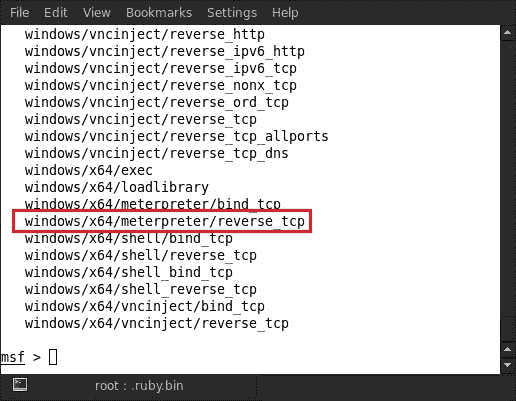 File Edit View Bookmarks Settings Help
windows/vncinject/reverse_http
windows/vncinject/reverse_ipv6_http
windows/vncinject/reverse_ipv6_tcp
windows/vncinject/reverse_nonx_tcp
windows/vncinject/reverse_ord_tcp
windows/vncinject/reverse_tcp
windows/vncinject/reverse_tcp_allports
windows/vncinject/reverse_tcp_dns
windows/x64/exec
windows/x64/loadlibrary
windows/x64/meterpreter/bind_tcp
windows/x64/meterpreter/reverse_tcp
windows/x64/shell/bind_tcp
windows/x64/shell/reverse_tcp
windows/x64/shell_bind_tcp
windows/x64/shell_reverse_tcp
windows/x64/vncinject/bind_tcp
windows/x64/vncinject/reverse_tcp
msf >
root : .ruby.bin